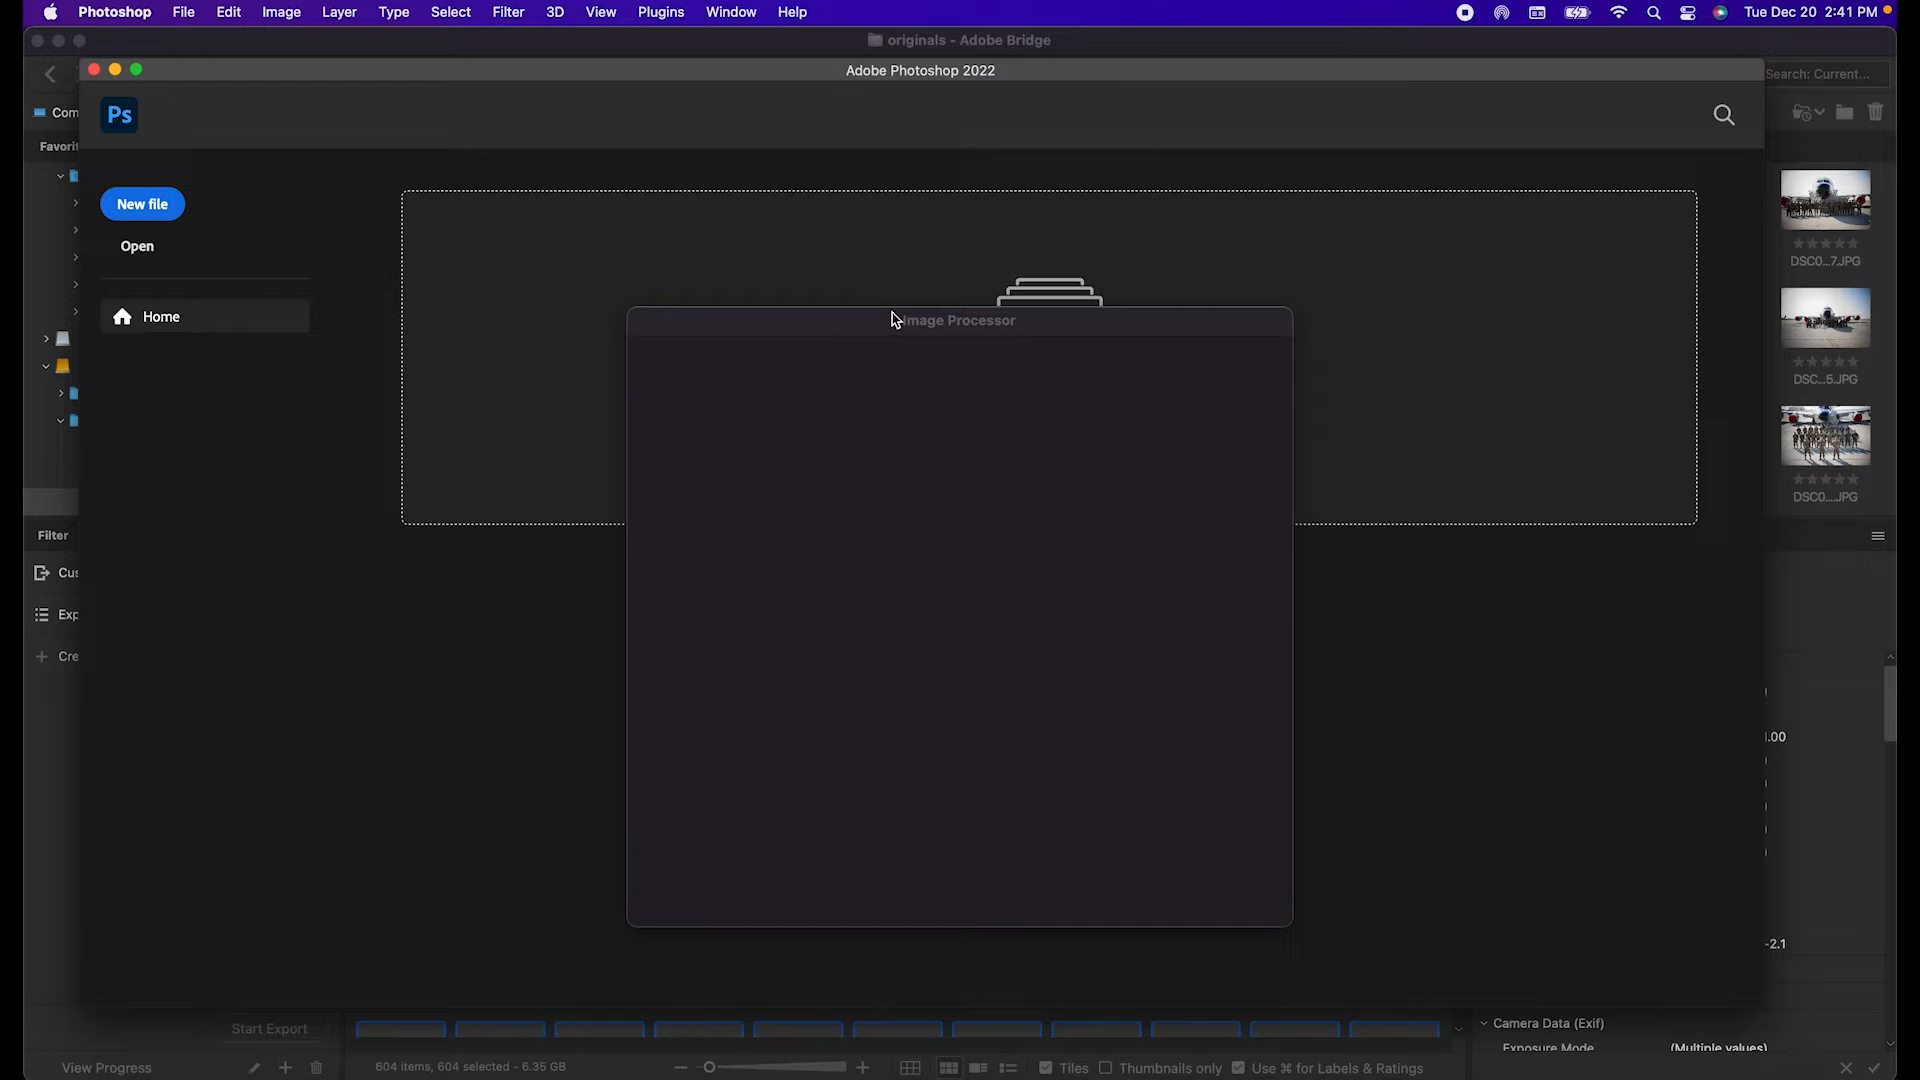 Photoshop File Edit Image Layer Type Select Filter 3D View Plugins Window Help Tue Dec 20 2:41 PM
originals - Adobe Bridge
Adobe Photoshop 2022
Search: Current...
Ps
Com
Favorit
New file
Open
DSC0...7.JPG
Home
Image Processor
DSC...5.JPG
DSC0....JPG
Filter
Cus
Exp
Cre
1.00
-2.1
Start Export
Camera Data (Exif)
Exposure Mode (Multiple values)
View Progress
604 items, 604 selected - 6.35 GB
Tiles Thumbnails only Use ⌘ for Labels & Ratings